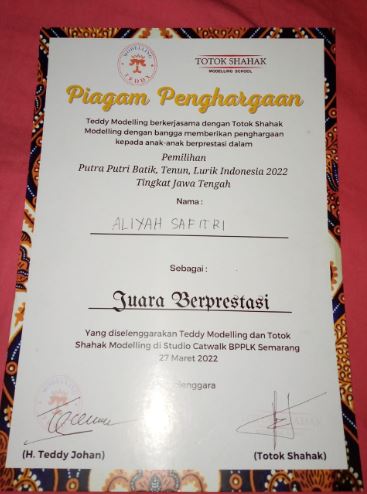 MODELLING
TEDDY
TOTOK SHAHAK
MODELLING SCHOOL
Piagam Penghargaan
Teddy Modelling berkerjasama dengan Totok Shahak
Modelling dengan bangga memberikan penghargaan
kepada anak-anak berprestasi dalam
Pemilihan
Putra Putri Batik, Tenun, Lurik Indonesia 2022
Tingkat Jawa Tengah
Nama :
ALIYAH SAFITRI
Sebagai :
Juara Berprestasi
Yang diselenggarakan Teddy Modelling dan Totok
Shahak Modelling di Studio Catwalk BPPLK Semarang
27 Maret 2022
elenggara
(H. Teddy Johan)
(Totok Shahak)